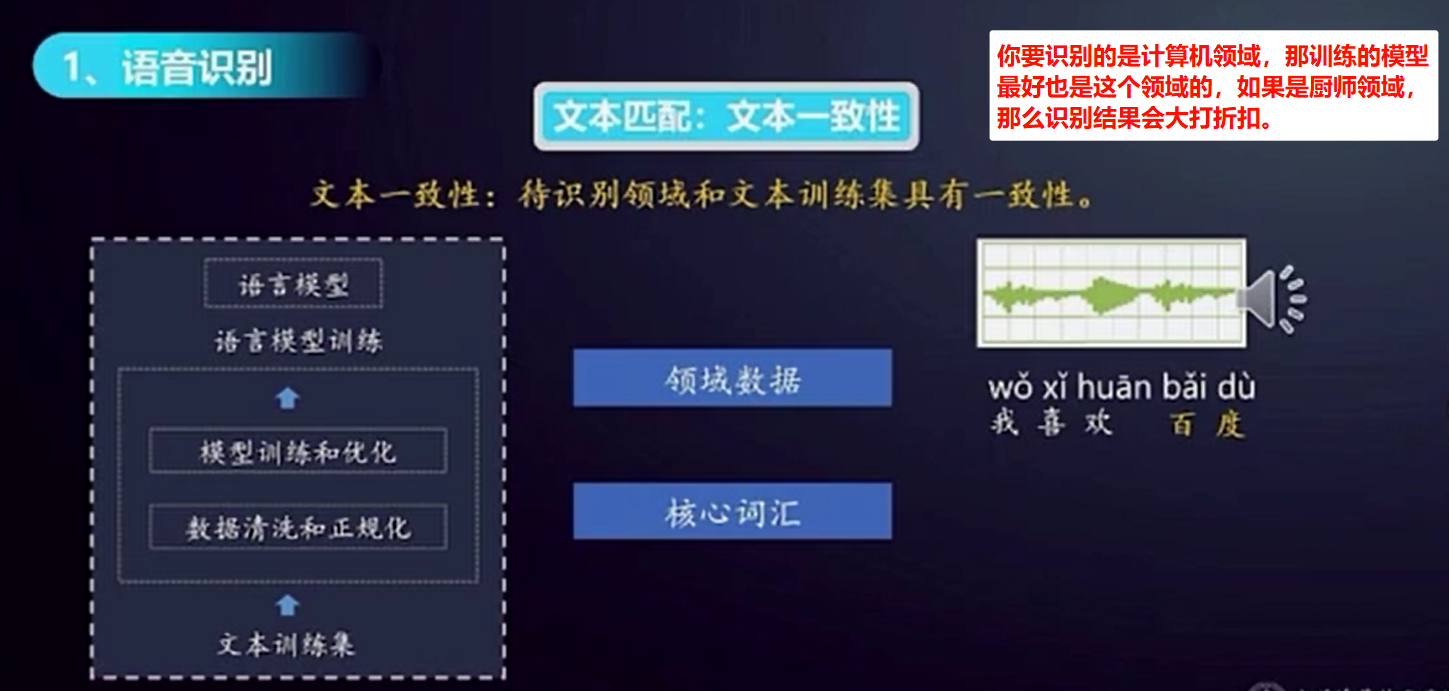 1、语音识别
你要识别的是计算机领域，那训练的模型
最好也是这个领域的，如果是厨师领域，
那么识别结果会大打折扣。
文本匹配：文本一致性
文本一致性：待识别领域和文本训练集具有一致性。
语言模型
语言模型训练
模型训练和优化
数据清洗和正规化
文本训练集
领域数据
核心词汇
wǒ xǐ huān bǎi dù
我 喜 欢 百 度